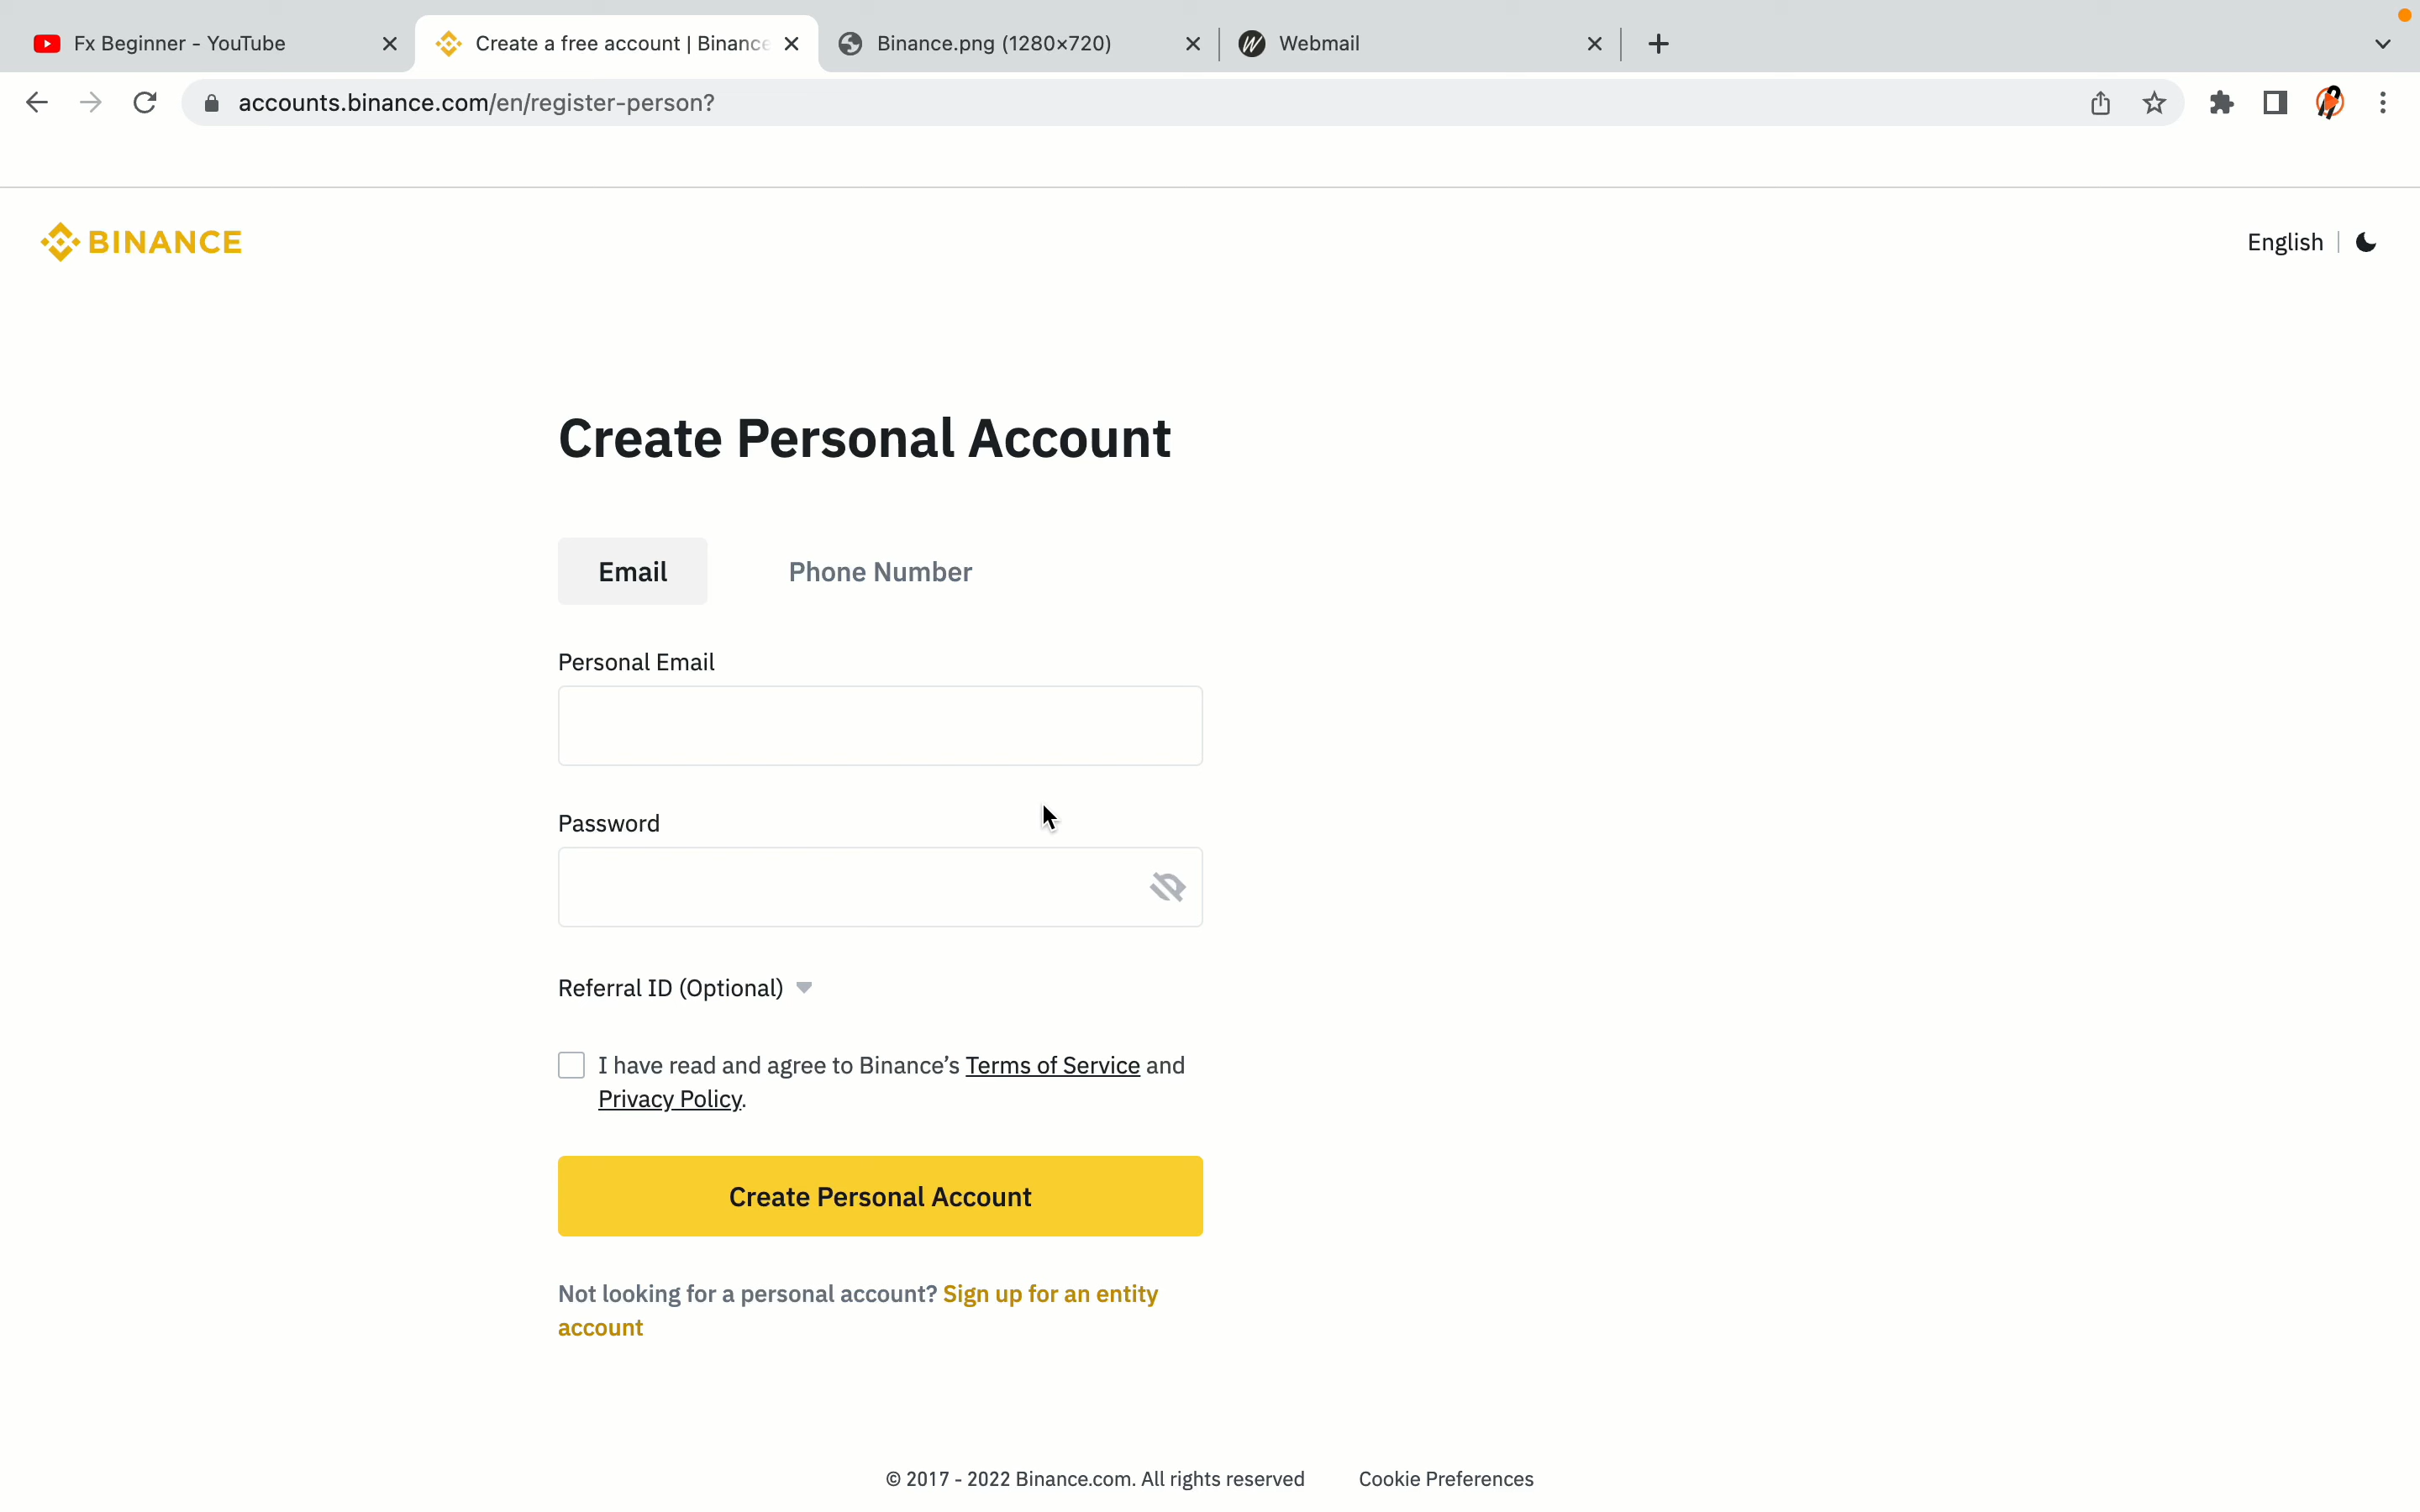 Fx Beginner - YouTube
Create a free account | Binance
Binance.png (1280×720)
Webmail
accounts.binance.com/en/register-person?
BINANCE
English
Create Personal Account
Email
Phone Number
Personal Email
Password
Referral ID (Optional)
I have read and agree to Binance’s Terms of Service and
Privacy Policy.
Create Personal Account
Not looking for a personal account? Sign up for an entity
account
© 2017 - 2022 Binance.com. All rights reserved
Cookie Preferences